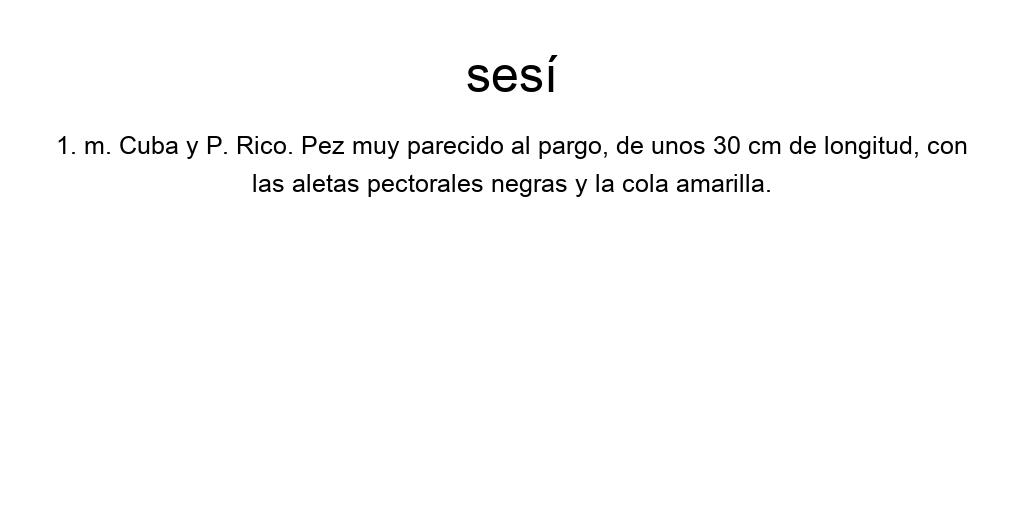 sesí
1. m. Cuba y P. Rico. Pez muy parecido al pargo, de unos 30 cm de longitud, con
las aletas pectorales negras y la cola amarilla.